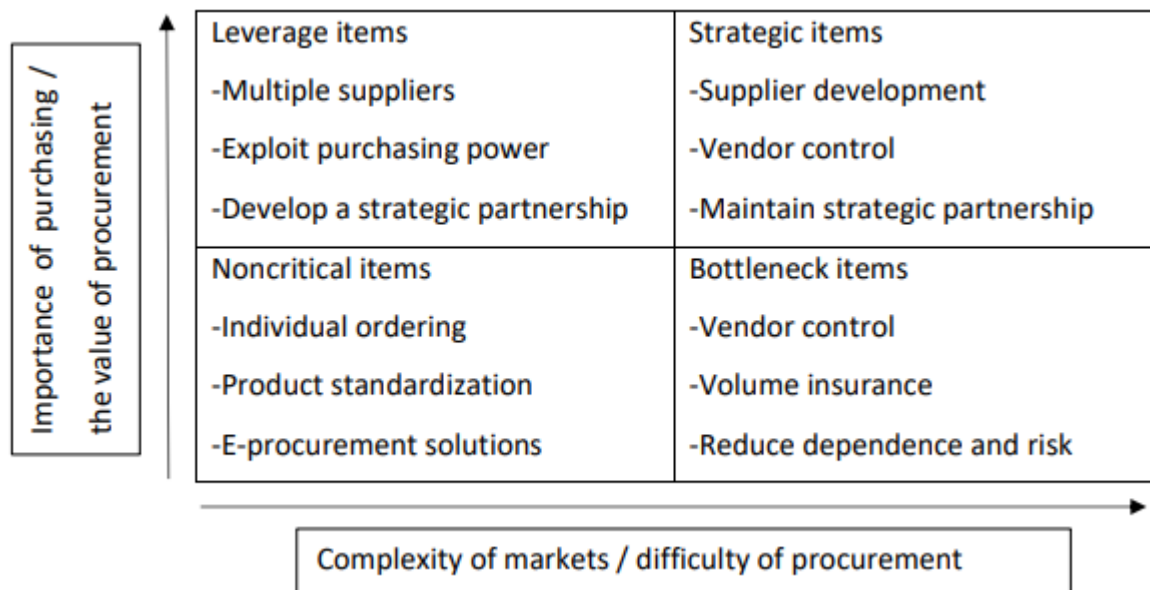 Importance of purchasing /
the value of procurement
Leverage items
-Multiple suppliers
-Exploit purchasing power
-Develop a strategic partnership
Strategic items
-Supplier development
-Vendor control
-Maintain strategic partnership
Noncritical items
-Individual ordering
-Product standardization
-E-procurement solutions
Bottleneck items
-Vendor control
-Volume insurance
-Reduce dependence and risk
Complexity of markets / difficulty of procurement